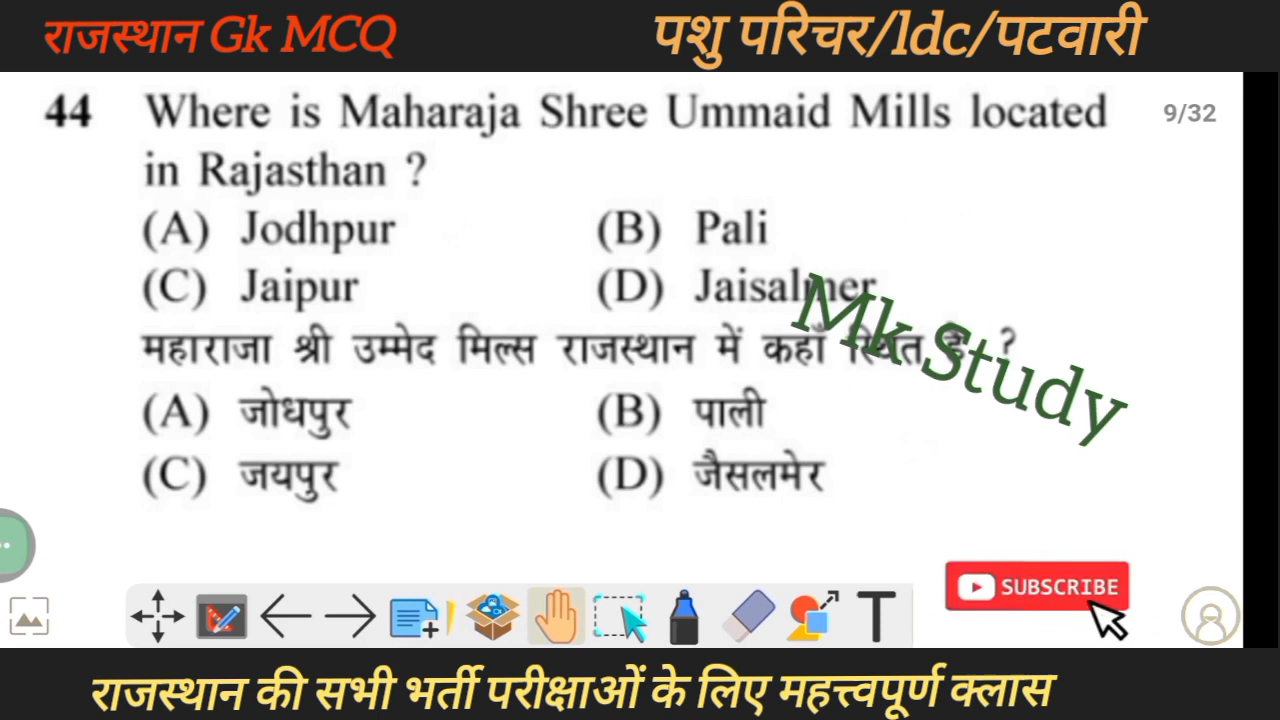 राजस्थान Gk MCQ
पशु परिचर/ldc/पटवारी
44 Where is Maharaja Shree Ummaid Mills located
9/32
in Rajasthan ?
(A) Jodhpur (B) Pali
(C) Jaipur (D) Jaisalmer
महाराजा श्री उम्मेद मिल्स राजस्थान में कहाँ स्थित है ?
(A) जोधपुर (B) पाली
(C) जयपुर (D) जैसलमेर
Mk Study
SUBSCRIBE
T
राजस्थान की सभी भर्ती परीक्षाओं के लिए महत्त्वपूर्ण क्लास